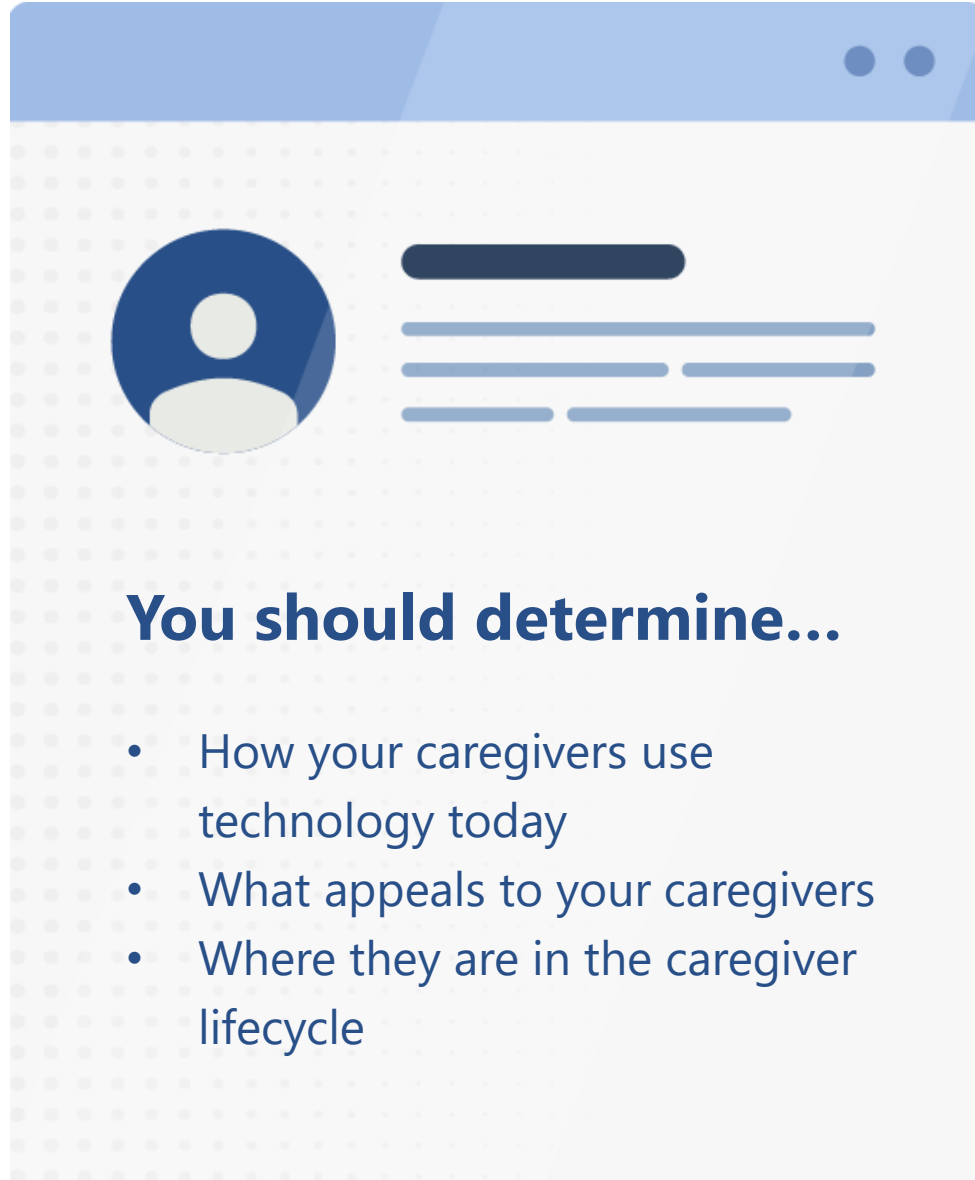 You should determine...
• How your caregivers use
technology today
• What appeals to your caregivers
• Where they are in the caregiver
lifecycle